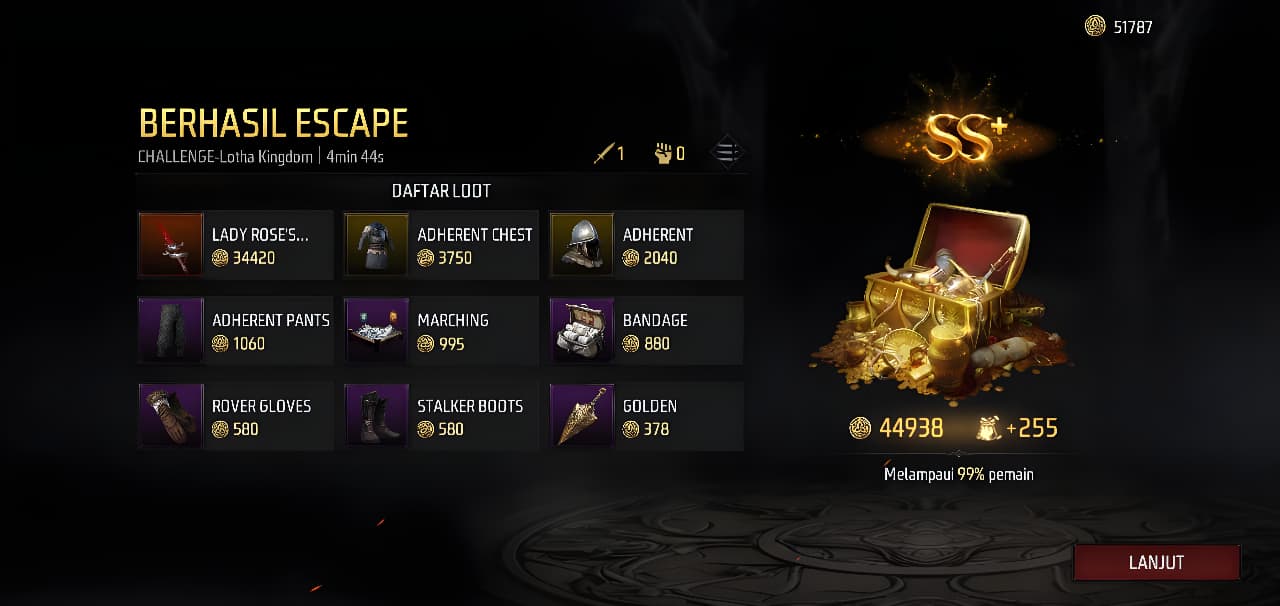 51787
BERHASIL ESCAPE
CHALLENGE-Lotha Kingdom | 4min 44s
1 0
SS+
DAFTAR LOOT
LADY ROSE'S...
34420
ADHERENT CHEST
3750
ADHERENT
2040
ADHERENT PANTS
1060
MARCHING
995
BANDAGE
880
ROVER GLOVES
580
STALKER BOOTS
580
GOLDEN
378
44938 +255
Melampaui 99% pemain
LANJUT